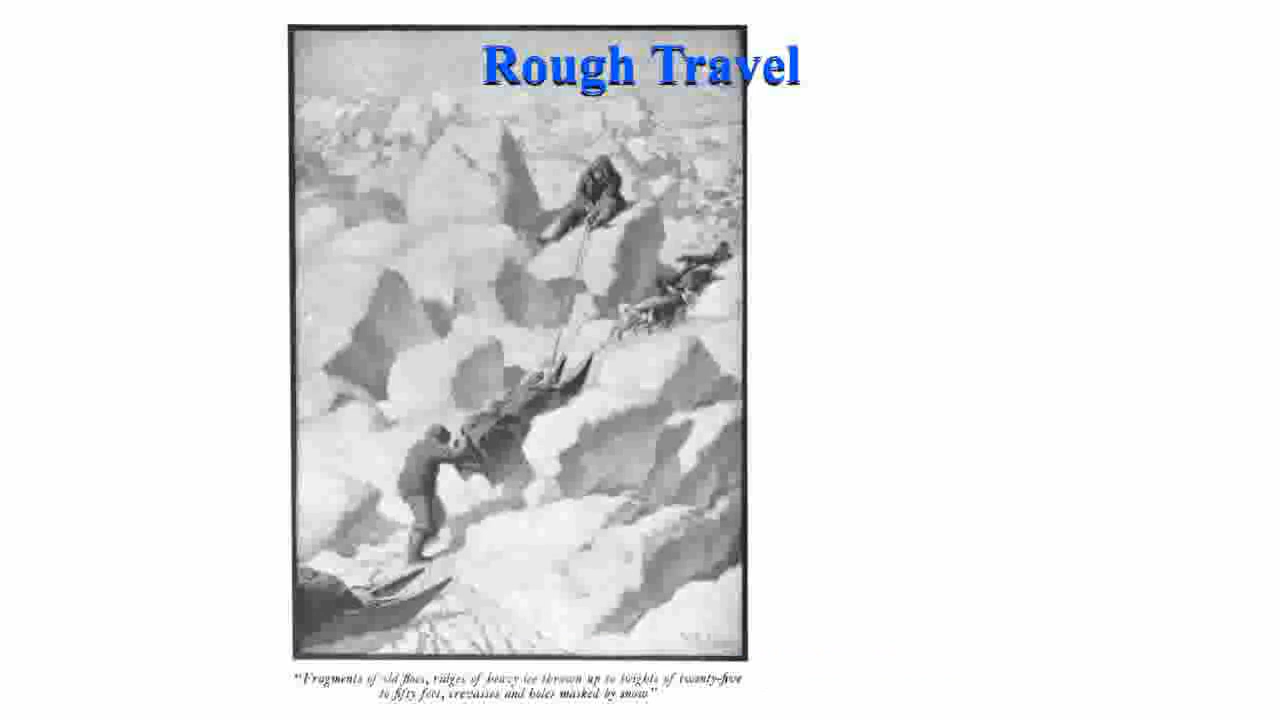 Rough Travel
"Fragments of old floes, ridges of heavy ice thrown up to heights of twenty-five
to fifty feet, crevasses and holes masked by snow"